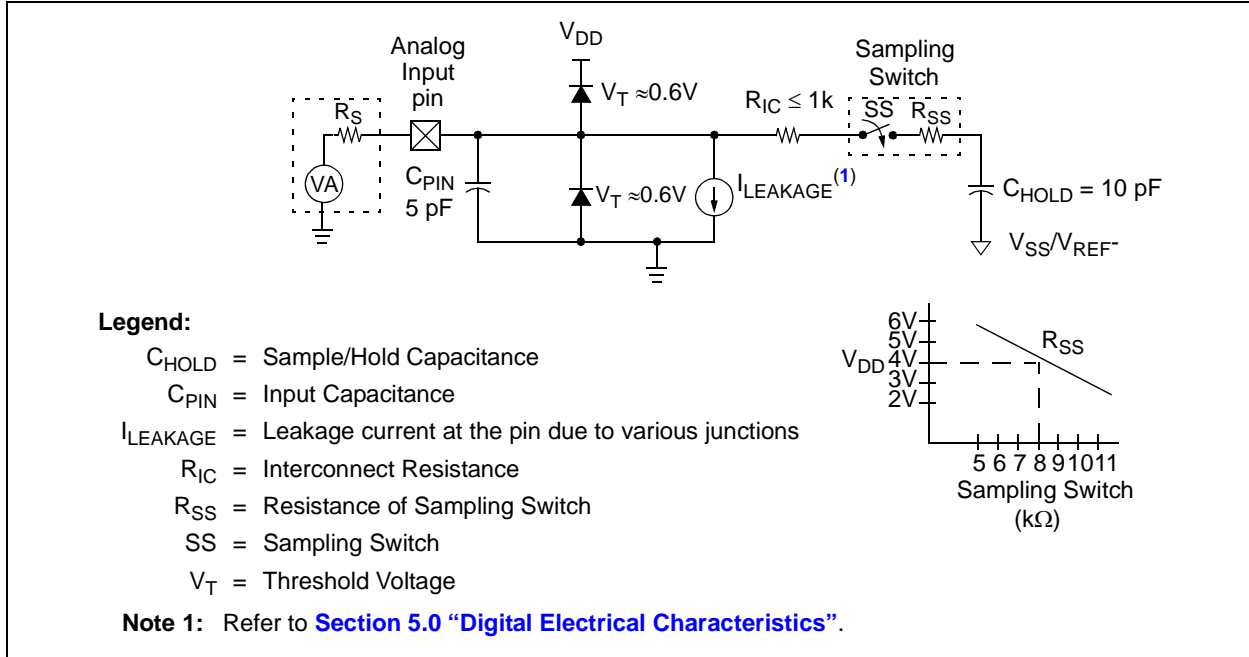 V_DD
Analog
Input
pin
V_T ≈0.6V
Sampling
Switch
R_IC ≤ 1k
SS
R_SS
R_S
VA
C_PIN
5 pF
V_T ≈0.6V
I_LEAKAGE(1)
C_HOLD = 10 pF
V_SS/V_REF-
Legend:
C_HOLD = Sample/Hold Capacitance
C_PIN = Input Capacitance
I_LEAKAGE = Leakage current at the pin due to various junctions
R_IC = Interconnect Resistance
R_SS = Resistance of Sampling Switch
SS = Sampling Switch
V_T = Threshold Voltage
6V
5V
V_DD 4V
3V
2V
R_SS
5 6 7 8 9 10 11
Sampling Switch
(kΩ)
Note 1: Refer to Section 5.0 “Digital Electrical Characteristics”.